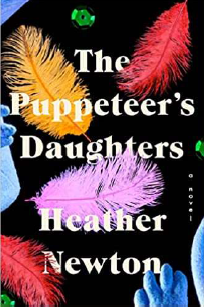 The
Puppeteer's
Daughters
a novel
Heather
Newton